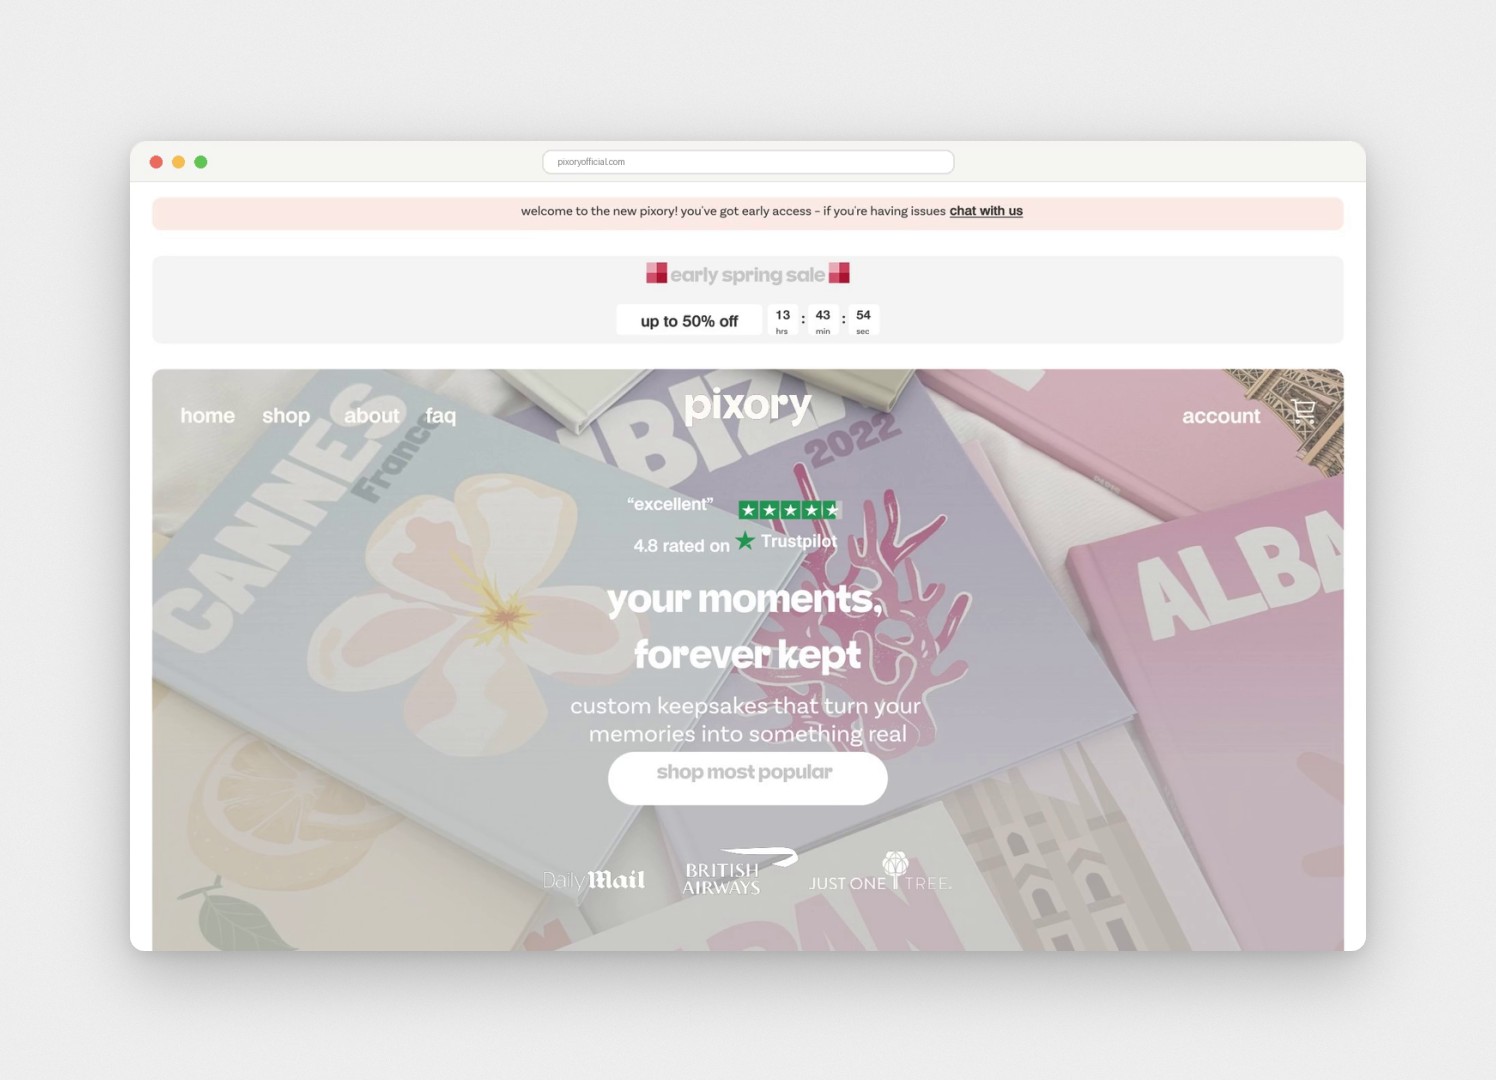 pixoryofficial.com
welcome to the new pixory! you've got early access – if you're having issues chat with us
early spring sale
up to 50% off
13 : 43 : 54
hrs min sec
home shop about faq
pixory
account
CANNES
France
IBIZA
2022
ALBA
“excellent”
4.8 rated on Trustpilot
your moments,
forever kept
custom keepsakes that turn your
memories into something real
shop most popular
Daily Mail
BRITISH
AIRWAYS
JUST ONE TREE